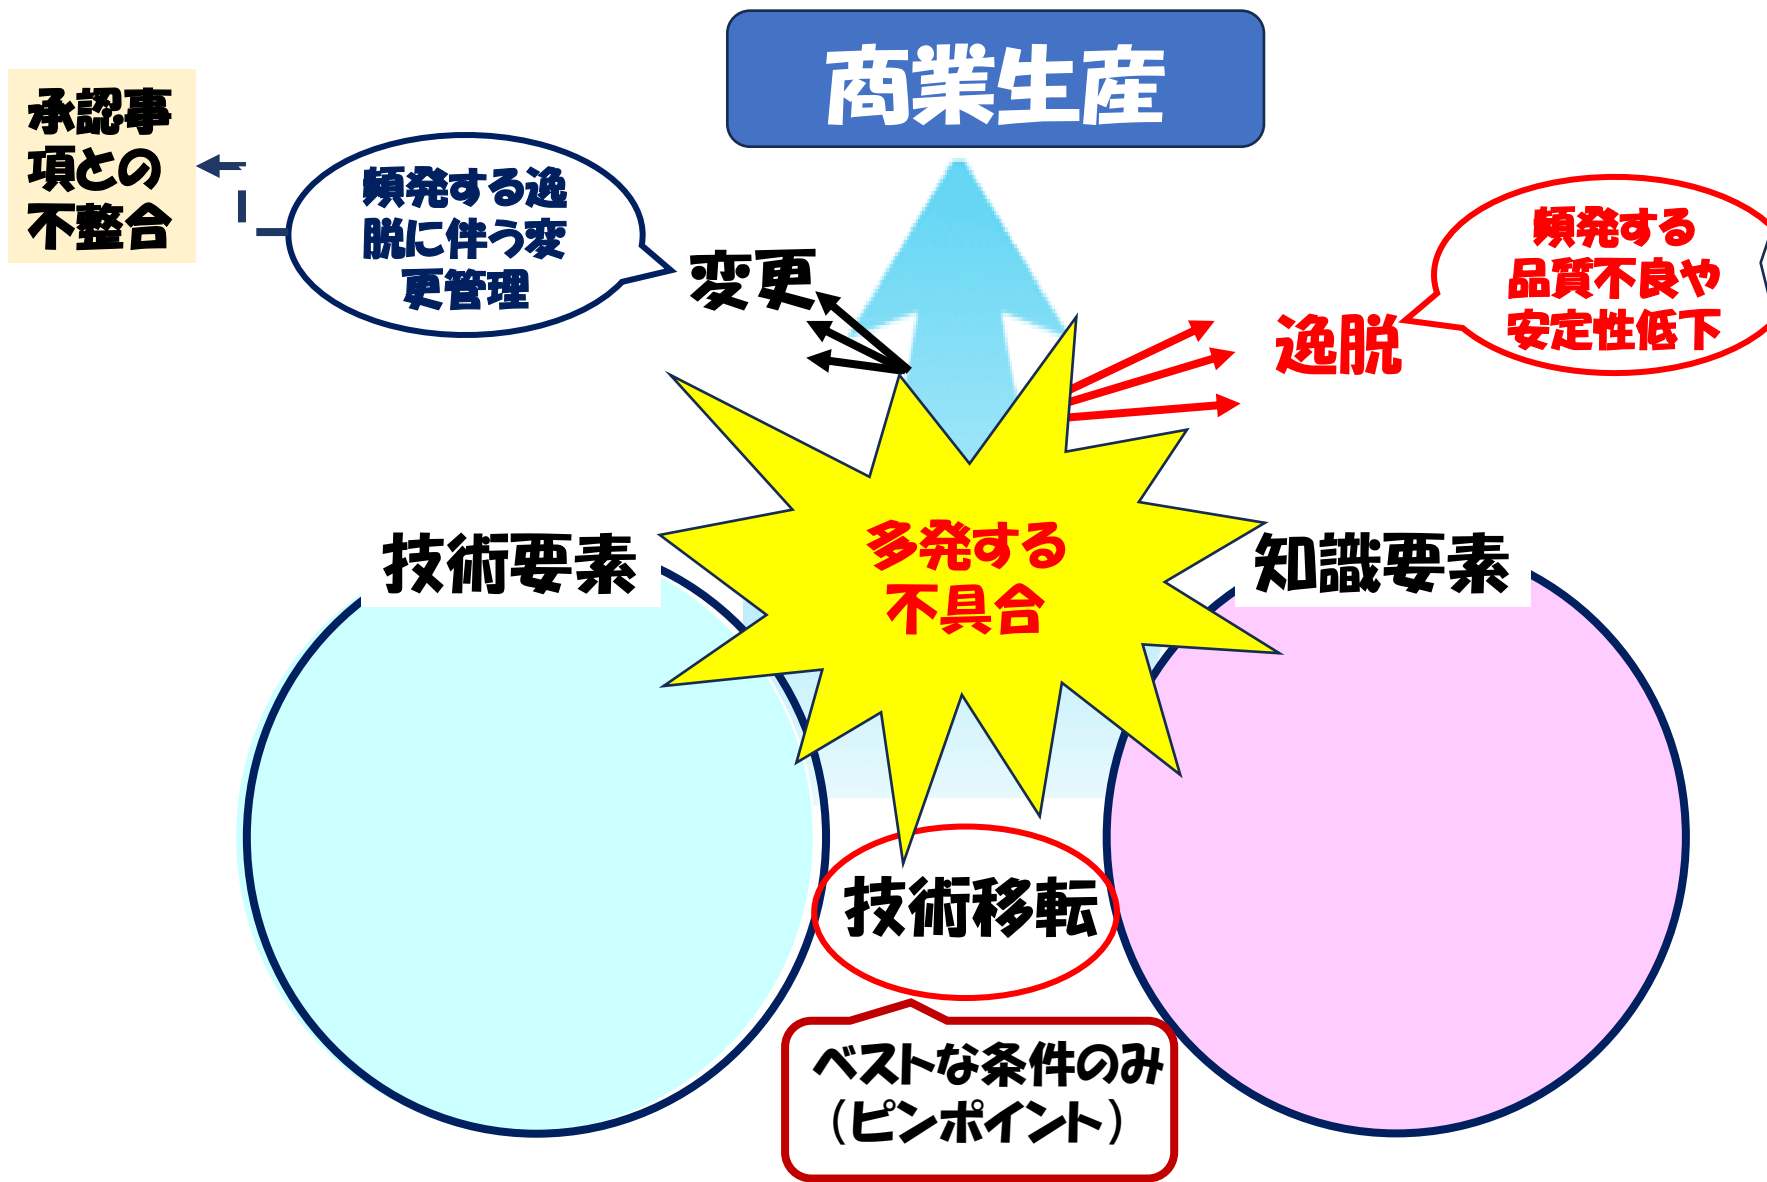 商業生産
承認事
項との
不整合
頻発する逸
脱に伴う変
更管理
変更
頻発する
品質不良や
安定性低下
逸脱
技術要素
多発する
不具合
知識要素
技術移転
ベストな条件のみ
(ピンポイント)